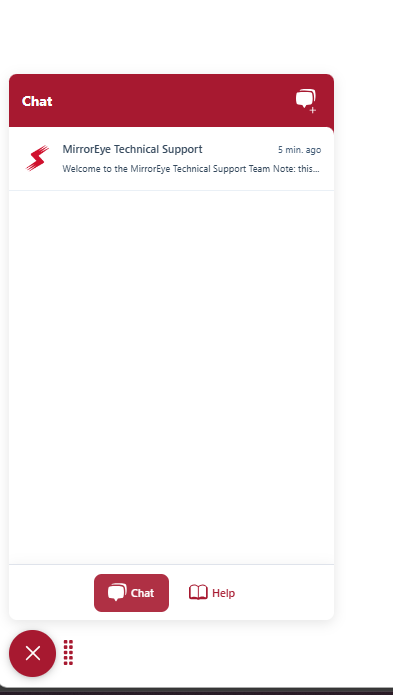 Chat
MirrorEye Technical Support
5 min. ago
Welcome to the MirrorEye Technical Support Team Note: this...
Chat
Help